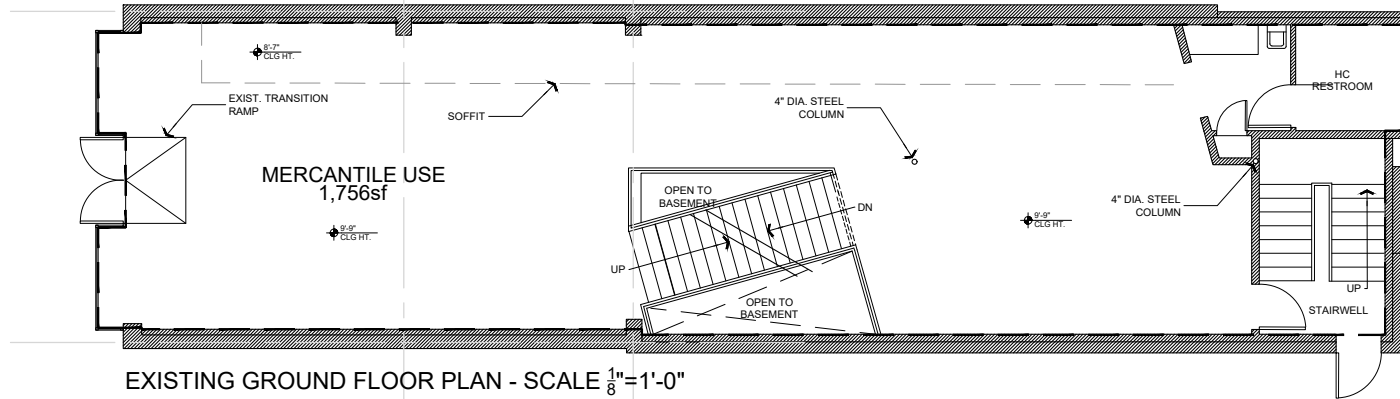 8'-7"
CLG HT.
EXIST. TRANSITION
RAMP
SOFFIT
4" DIA. STEEL
COLUMN
HC
RESTROOM
MERCANTILE USE
1,756sf
9'-9"
CLG HT.
OPEN TO
BASEMENT
DN
UP
OPEN TO
BASEMENT
9'-9"
CLG HT.
4" DIA. STEEL
COLUMN
UP
STAIRWELL
EXISTING GROUND FLOOR PLAN - SCALE 1/8"=1'-0"